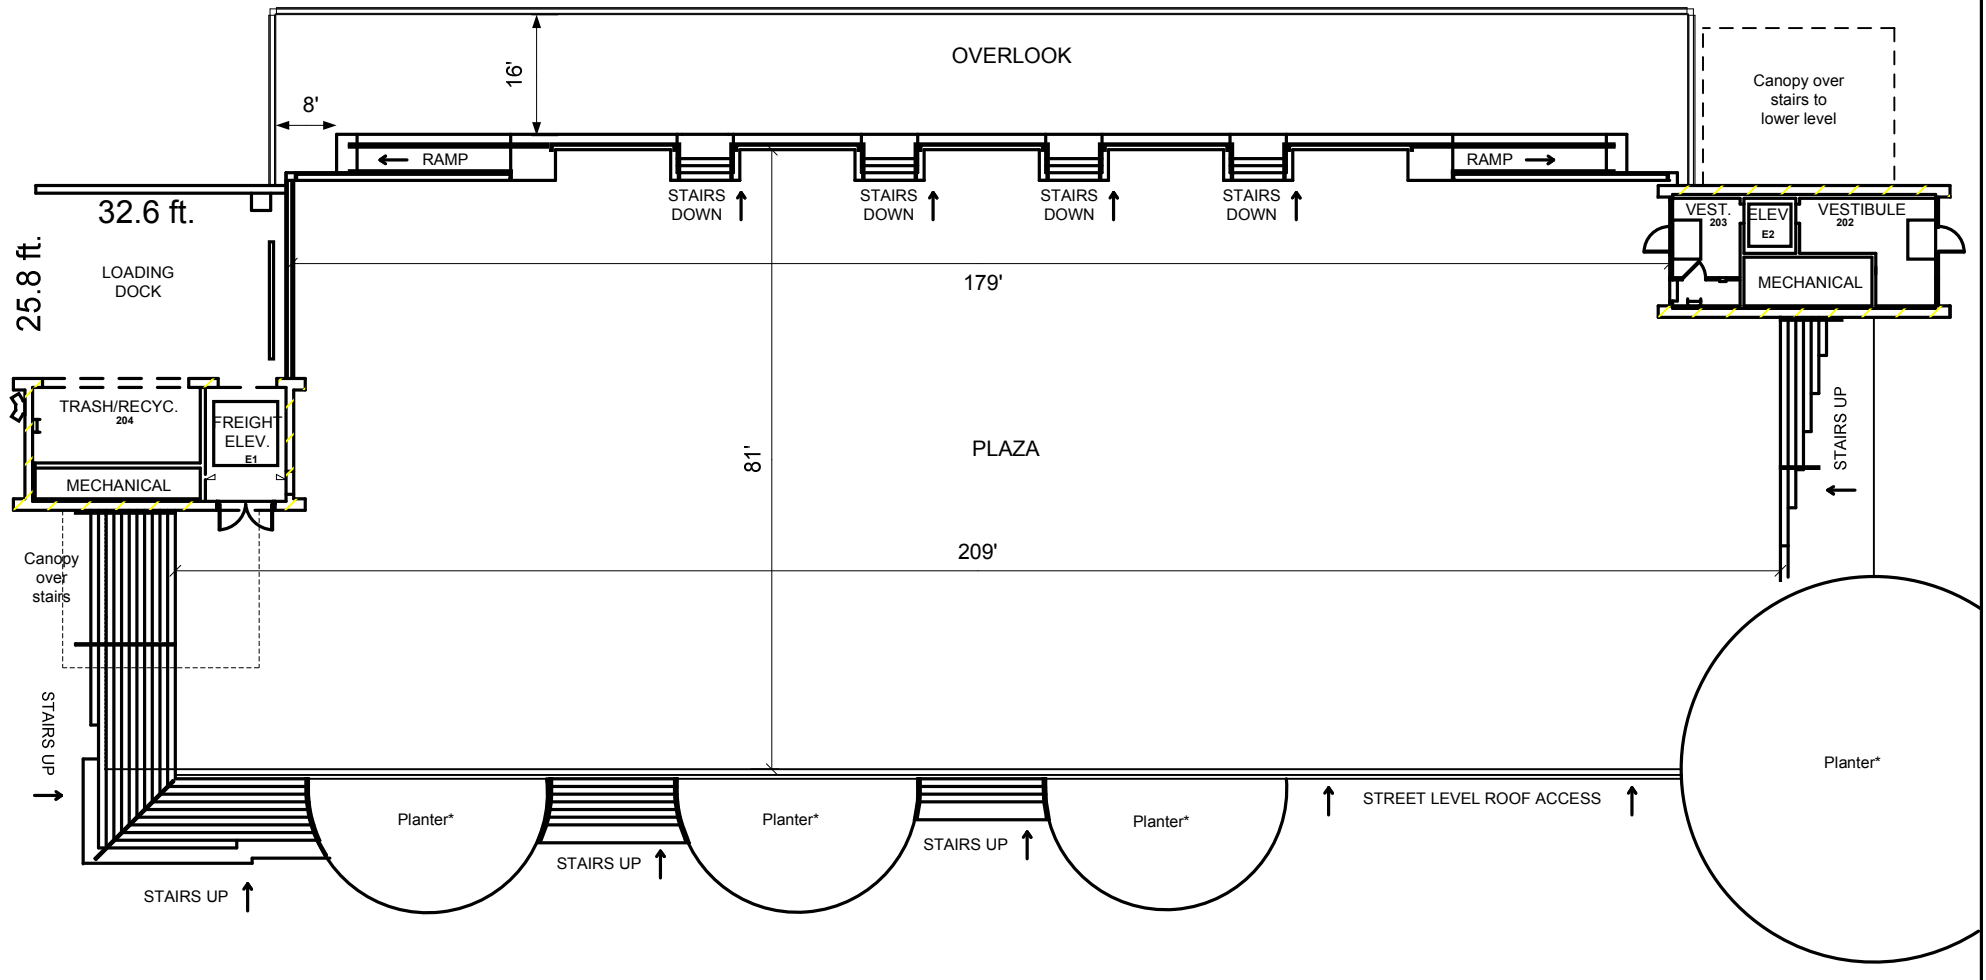 OVERLOOK
16'
8'
Canopy over
stairs to
lower level
RAMP
RAMP
STAIRS
DOWN
STAIRS
DOWN
STAIRS
DOWN
STAIRS
DOWN
32.6 ft.
25.8 ft.
LOADING
DOCK
VEST.
203
ELEV
E2
VESTIBULE
202
MECHANICAL
179'
TRASH/RECYC.
204
FREIGHT
ELEV.
E1
MECHANICAL
81'
PLAZA
STAIRS UP
209'
Canopy
over
stairs
STAIRS UP
Planter*
Planter*
Planter*
Planter*
STREET LEVEL ROOF ACCESS
STAIRS UP
STAIRS UP
STAIRS UP